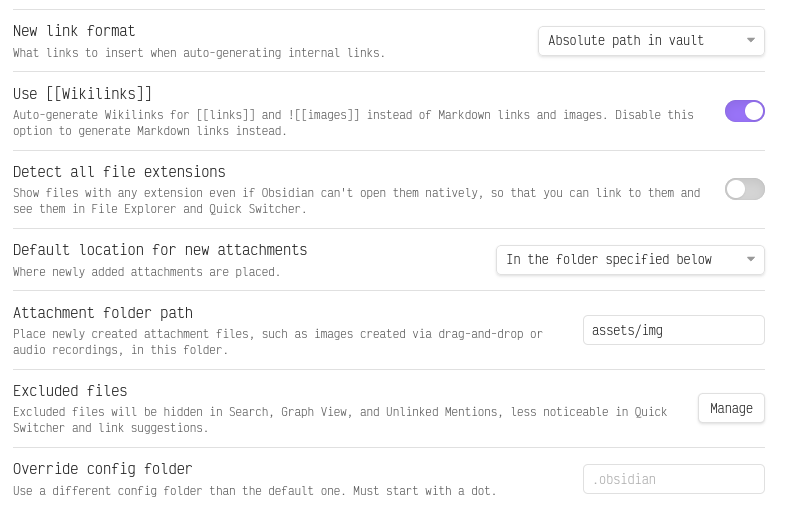 New link format
What links to insert when auto-generating internal links.
Absolute path in vault
Use [[Wikilinks]]
Auto-generate Wikilinks for [[links]] and ![[images]] instead of Markdown links and images. Disable this
option to generate Markdown links instead.
Detect all file extensions
Show files with any extension even if Obsidian can't open them natively, so that you can link to them and
see them in File Explorer and Quick Switcher.
Default location for new attachments
Where newly added attachments are placed.
In the folder specified below
Attachment folder path
Place newly created attachment files, such as images created via drag-and-drop or
audio recordings, in this folder.
assets/img
Excluded files
Excluded files will be hidden in Search, Graph View, and Unlinked Mentions, less noticeable in Quick
Switcher and link suggestions.
Manage
Override config folder
Use a different config folder than the default one. Must start with a dot.
.obsidian